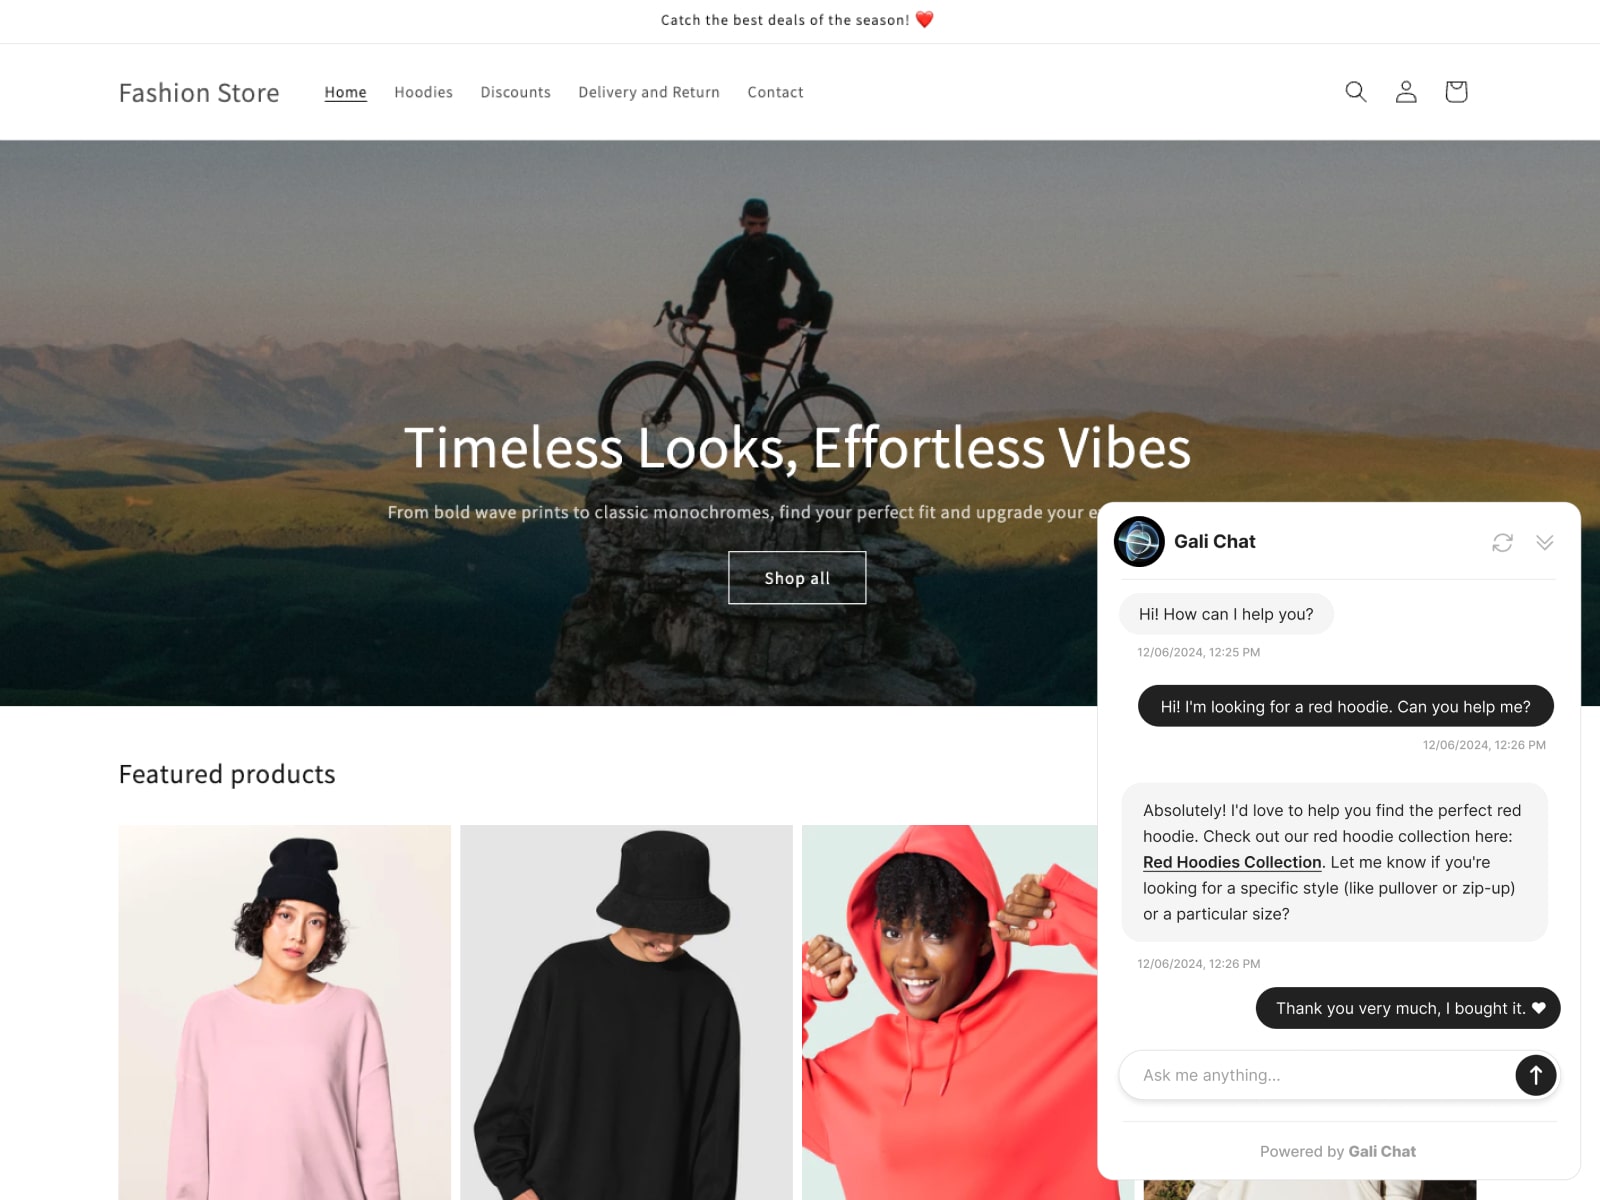 Catch the best deals of the season! ❤️
Fashion Store
Home
Hoodies
Discounts
Delivery and Return
Contact
Timeless Looks, Effortless Vibes
From bold wave prints to classic monochromes, find your perfect fit and upgrade your
Shop all
Featured products
Gali Chat
Hi! How can I help you?
12/06/2024, 12:25 PM
Hi! I'm looking for a red hoodie. Can you help me?
12/06/2024, 12:26 PM
Absolutely! I'd love to help you find the perfect red
hoodie. Check out our red hoodie collection here:
Red Hoodies Collection. Let me know if you're
looking for a specific style (like pullover or zip-up)
or a particular size?
12/06/2024, 12:26 PM
Thank you very much, I bought it. ♥
Ask me anything...
Powered by Gali Chat